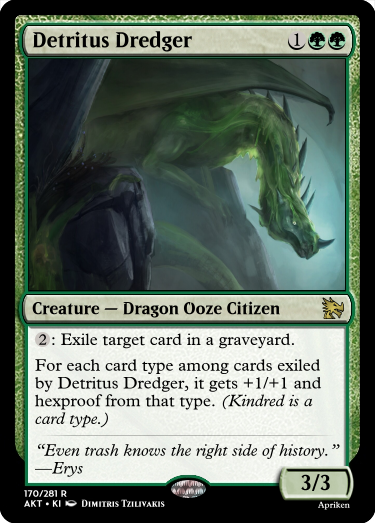 Detritus Dredger 1
Creature — Dragon Ooze Citizen
2: Exile target card in a graveyard.
For each card type among cards exiled
by Detritus Dredger, it gets +1/+1 and
hexproof from that type. (Kindred is a
card type.)
“Even trash knows the right side of history.”
—Erys
3/3
170/281 R
AKT • KI Dimitris Tzilivakis
Apriken